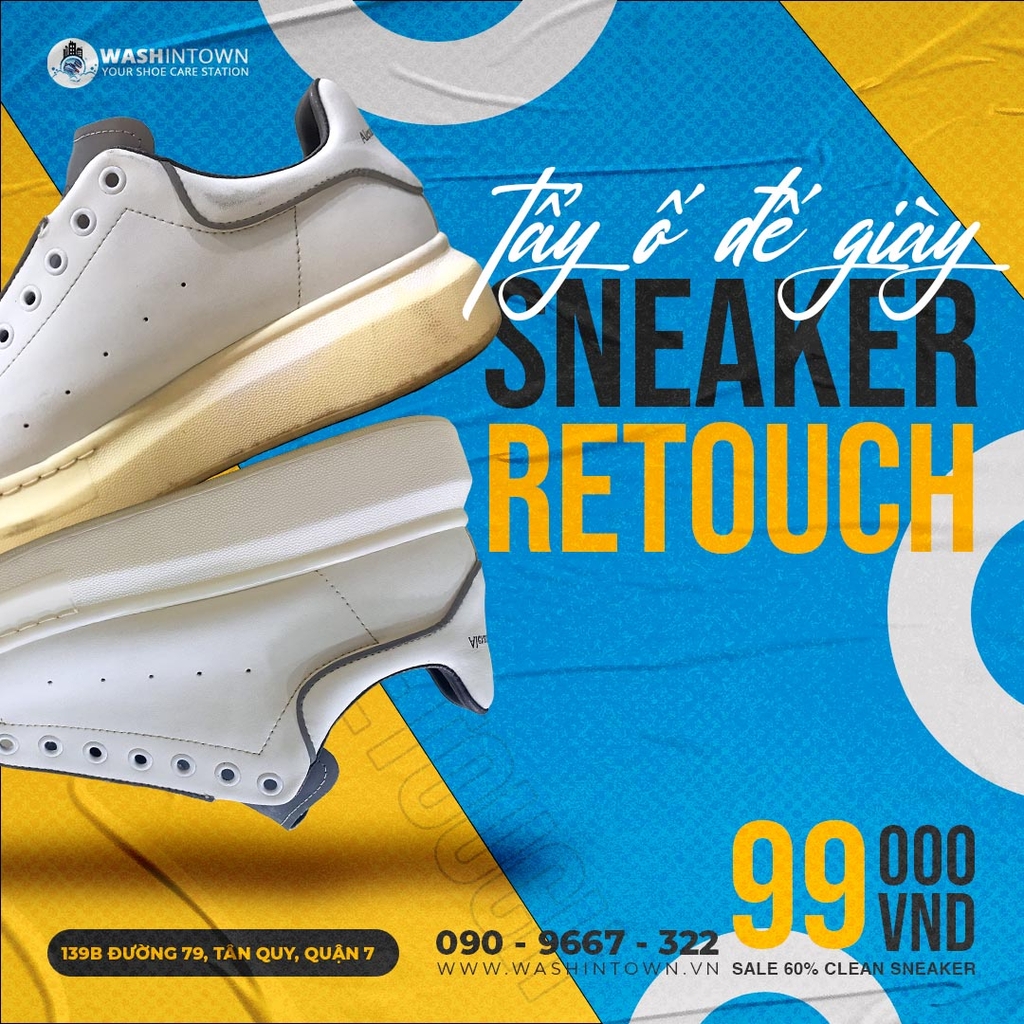 WASHINTOWN
YOUR SHOE CARE STATION
Tẩy ố đế giày
SNEAKER
RETOUCH
99 000
VND
139B ĐƯỜNG 79, TÂN QUY, QUẬN 7
090 - 9667 - 322
WWW.WASHINTOWN.VN
SALE 60% CLEAN SNEAKER